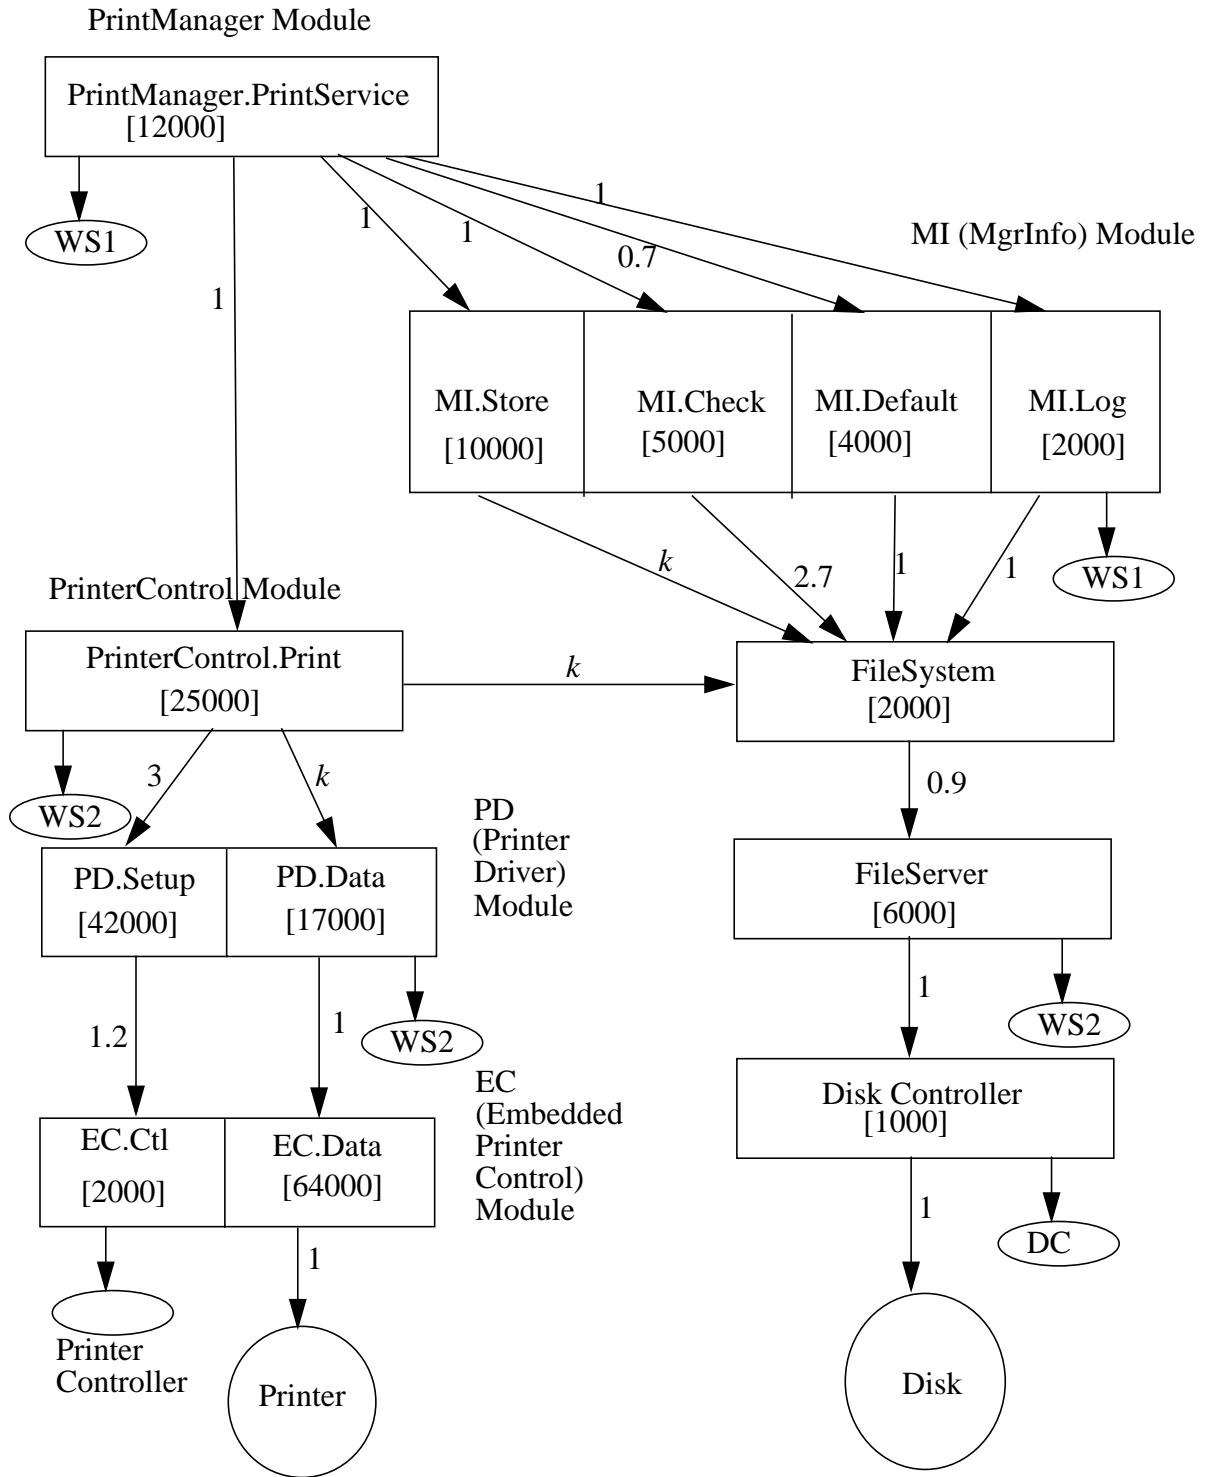 PrintManager Module
PrintManager.PrintService
[12000]
WS1
1
1
1
0.7
1
MI (MgrInfo) Module
MI.Store
[10000]
MI.Check
[5000]
MI.Default
[4000]
MI.Log
[2000]
k
2.7
1
1
WS1
PrinterControl Module
PrinterControl.Print
[25000]
k
FileSystem
[2000]
WS2
3
k
0.9
PD
(Printer
Driver)
Module
PD.Setup
[42000]
PD.Data
[17000]
FileServer
[6000]
1.2
1
WS2
1
WS2
EC
(Embedded
Printer
Control)
Module
EC.Ctl
[2000]
EC.Data
[64000]
Disk Controller
[1000]
1
1
DC
Printer
Controller
Printer
Disk